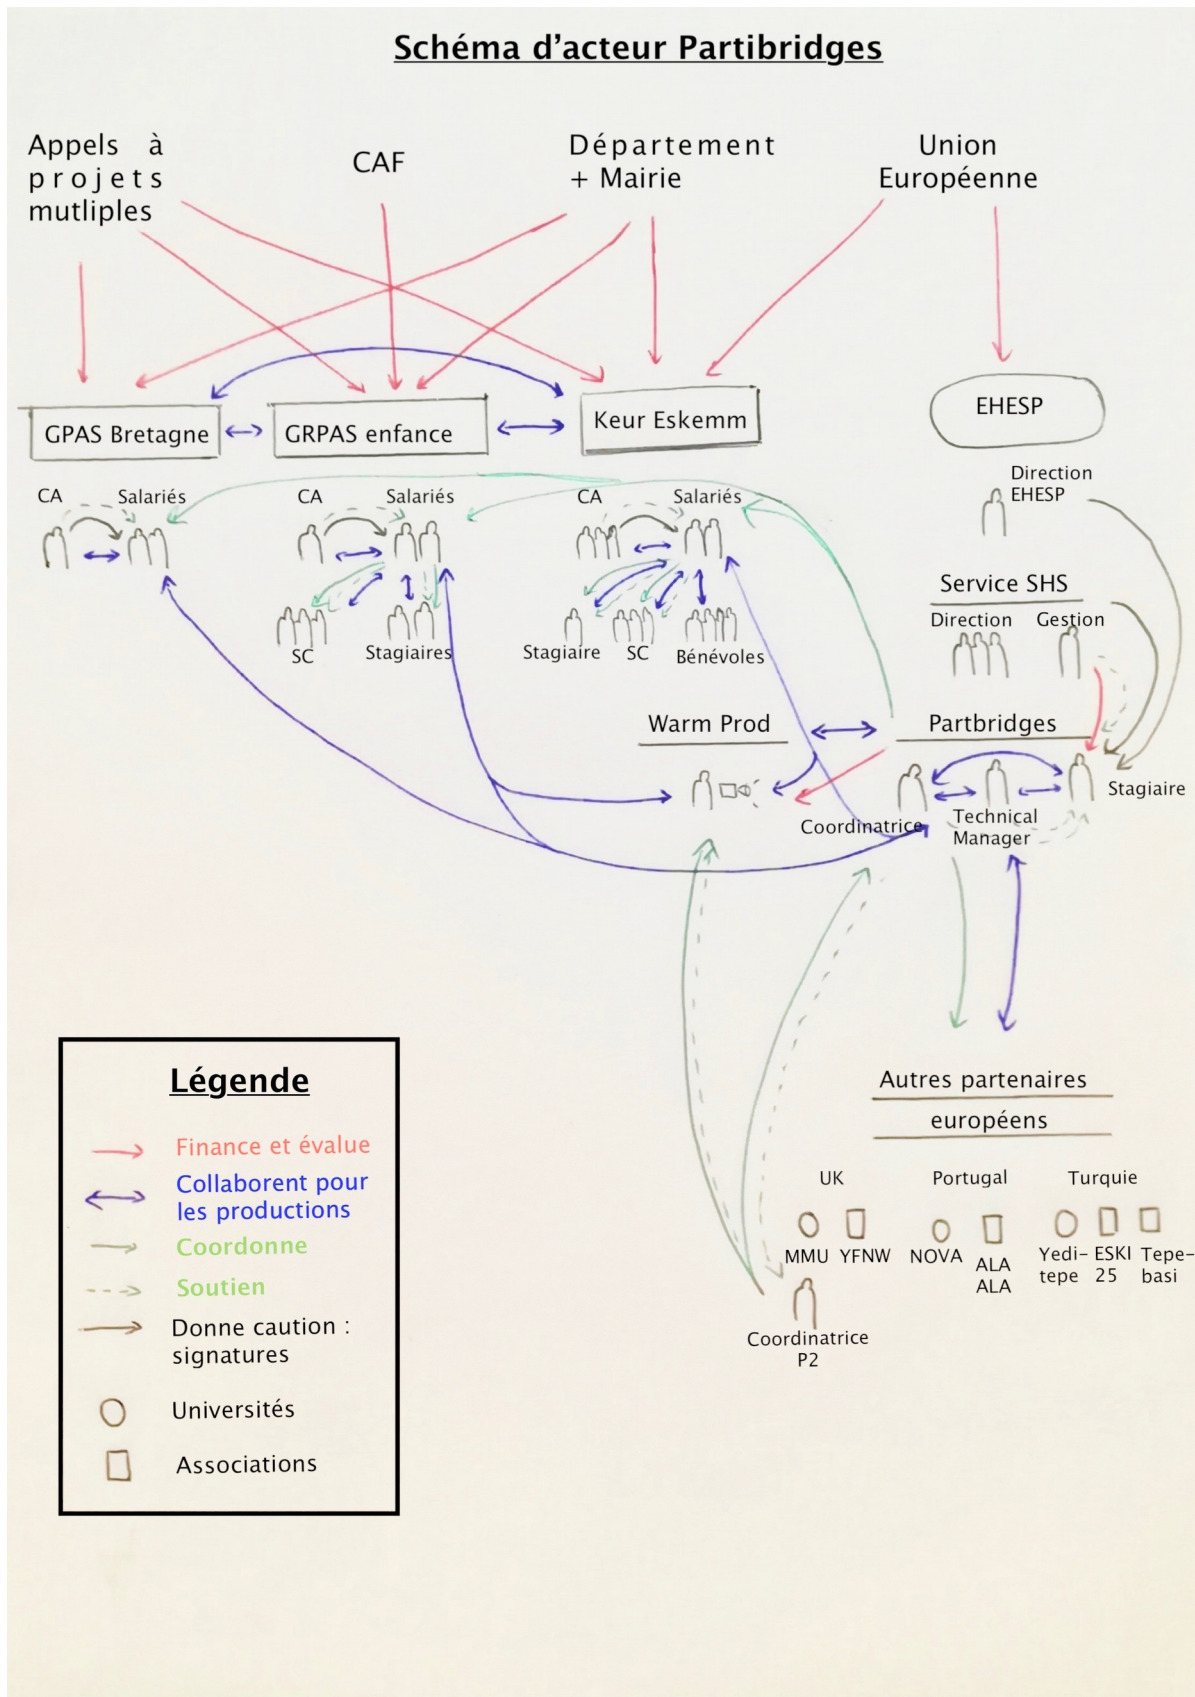 Schéma d'acteur Partibridges
Appels à
projets
mutliples
CAF
Département
+ Mairie
Union
Européenne
GPAS Bretagne
GRPAS enfance
Keur Eskemm
EHESP
CA
Salariés
CA
Salariés
CA
Salariés
Direction
EHESP
SC
Stagiaires
Stagiaire
SC
Bénévoles
Service SHS
Direction
Gestion
Warm Prod
Partbridges
Coordinatrice
Technical
Manager
Stagiaire
Autres partenaires
européens
UK
Portugal
Turquie
MMU
YFNW
NOVA
ALA
ALA
Yedi-
tepe
ESKI
25
Tepe-
basi
Coordinatrice
P2
Légende
Finance et évalue
Collaborent pour
les productions
Coordonne
Soutien
Donne caution :
signatures
Universités
Associations